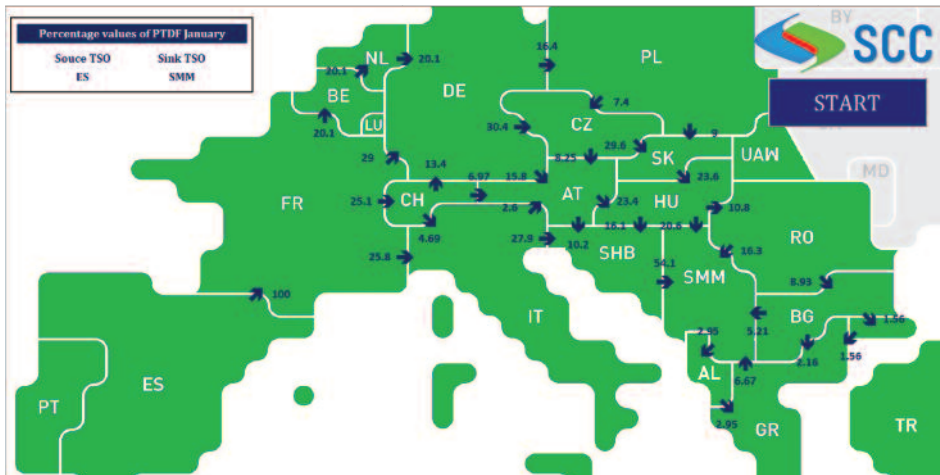 Percentage values of PTDF January
Souce TSO Sink TSO
ES SMM
BY
SCC
START
MD
NL
20.1
20.1
16.4
PL
DE
BE
20.1
LU
7.4
CZ
30.4
29.6
9
SK
UAW
29
13.4
6.97
15.8
8.25
23.6
FR
25.1
CH
AT
23.4
HU
10.8
2.6
4.69
25.8
27.9
10.2
16.1
20.6
RO
SHB
54.1
SMM
16.3
8.93
100
IT
BG
5.21
1.56
2.95
2.16
1.56
AL
6.67
ES
PT
2.95
GR
TR